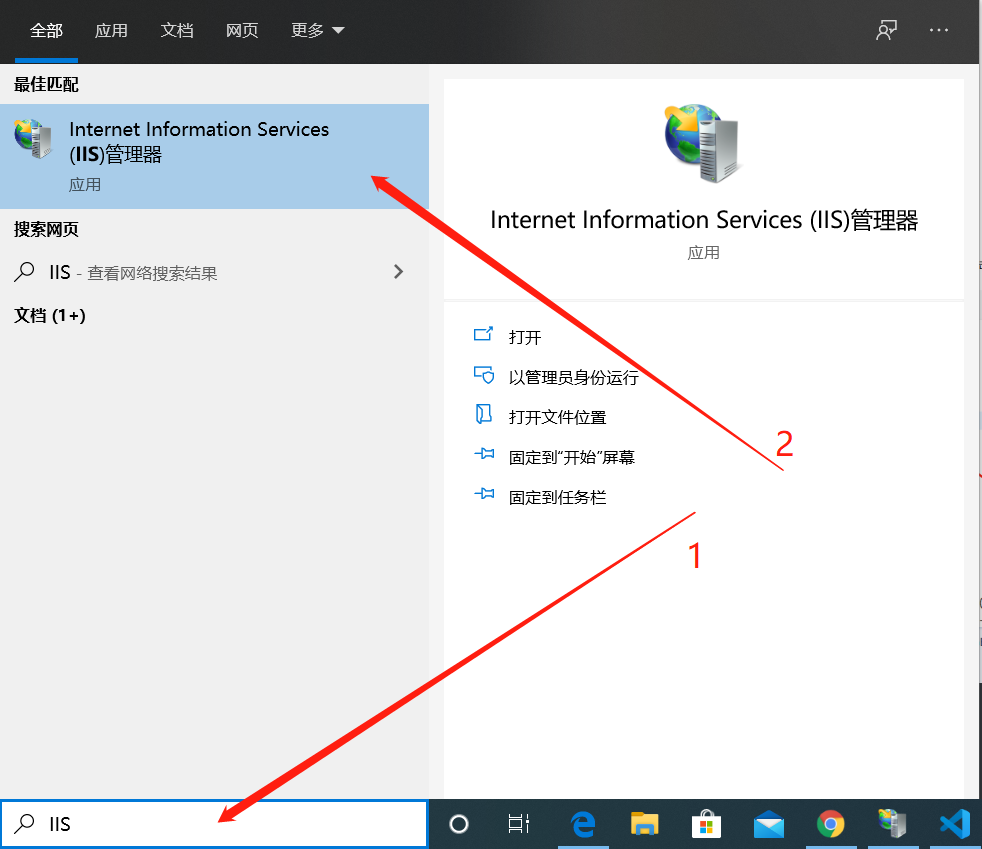 全部 应用 文档 网页 更多
最佳匹配
Internet Information Services
(IIS)管理器
应用
搜索网页
IIS - 查看网络搜索结果
文档 (1+)
Internet Information Services (IIS)管理器
应用
打开
以管理员身份运行
打开文件位置
固定到“开始”屏幕
固定到任务栏
2
1
IIS